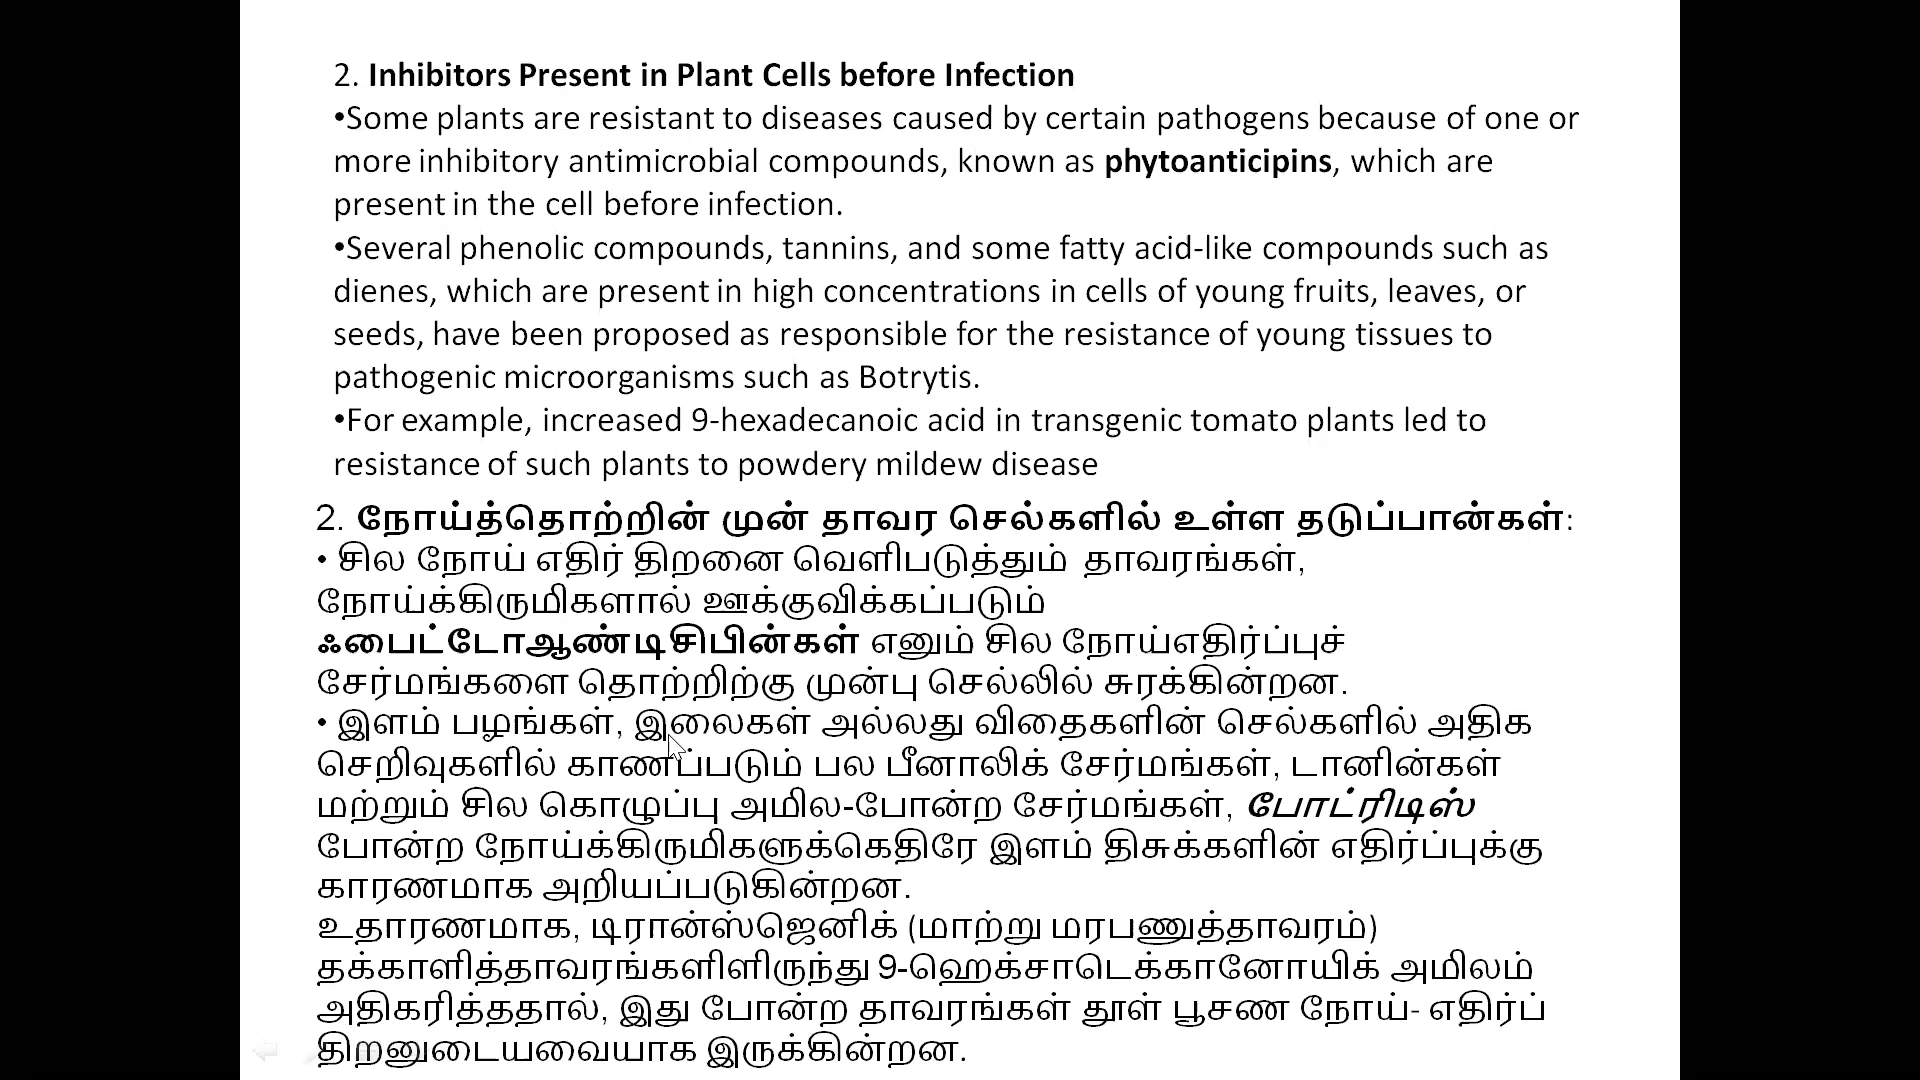 2. Inhibitors Present in Plant Cells before Infection
•Some plants are resistant to diseases caused by certain pathogens because of one or
more inhibitory antimicrobial compounds, known as phytoanticipins, which are
present in the cell before infection.
•Several phenolic compounds, tannins, and some fatty acid-like compounds such as
dienes, which are present in high concentrations in cells of young fruits, leaves, or
seeds, have been proposed as responsible for the resistance of young tissues to
pathogenic microorganisms such as Botrytis.
•For example, increased 9-hexadecanoic acid in transgenic tomato plants led to
resistance of such plants to powdery mildew disease
2. நோய்த்தொற்றின் முன் தாவர செல்களில் உள்ள தடுப்பான்கள்:
• சில நோய் எதிர் திறனை வெளிபடுத்தும் தாவரங்கள்,
நோய்க்கிருமிகளால் ஊக்குவிக்கப்படும்
ஃபைட்டோஆண்டிசிபின்கள் எனும் சில நோய்எதிர்ப்புச்
சேர்மங்களை தொற்றிற்கு முன்பு செல்லில் சுரக்கின்றன.
• இளம் பழங்கள், இலைகள் அல்லது விதைகளின் செல்களில் அதிக
செறிவுகளில் காணப்படும் பல பீனாலிக் சேர்மங்கள், டானின்கள்
மற்றும் சில கொழுப்பு அமில-போன்ற சேர்மங்கள், போட்ரிடிஸ்
போன்ற நோய்க்கிருமிகளுக்கெதிரே இளம் திசுக்களின் எதிர்ப்புக்கு
காரணமாக அறியப்படுகின்றன.
உதாரணமாக, டிரான்ஸ்ஜெனிக் (மாற்று மரபணுத்தாவரம்)
தக்காளித்தாவரங்களிளிருந்து 9-ஹெக்சாடெக்கானோயிக் அமிலம்
அதிகரித்ததால், இது போன்ற தாவரங்கள் தூள் பூசண நோய்- எதிர்ப்
திறனுடையவையாக இருக்கின்றன.